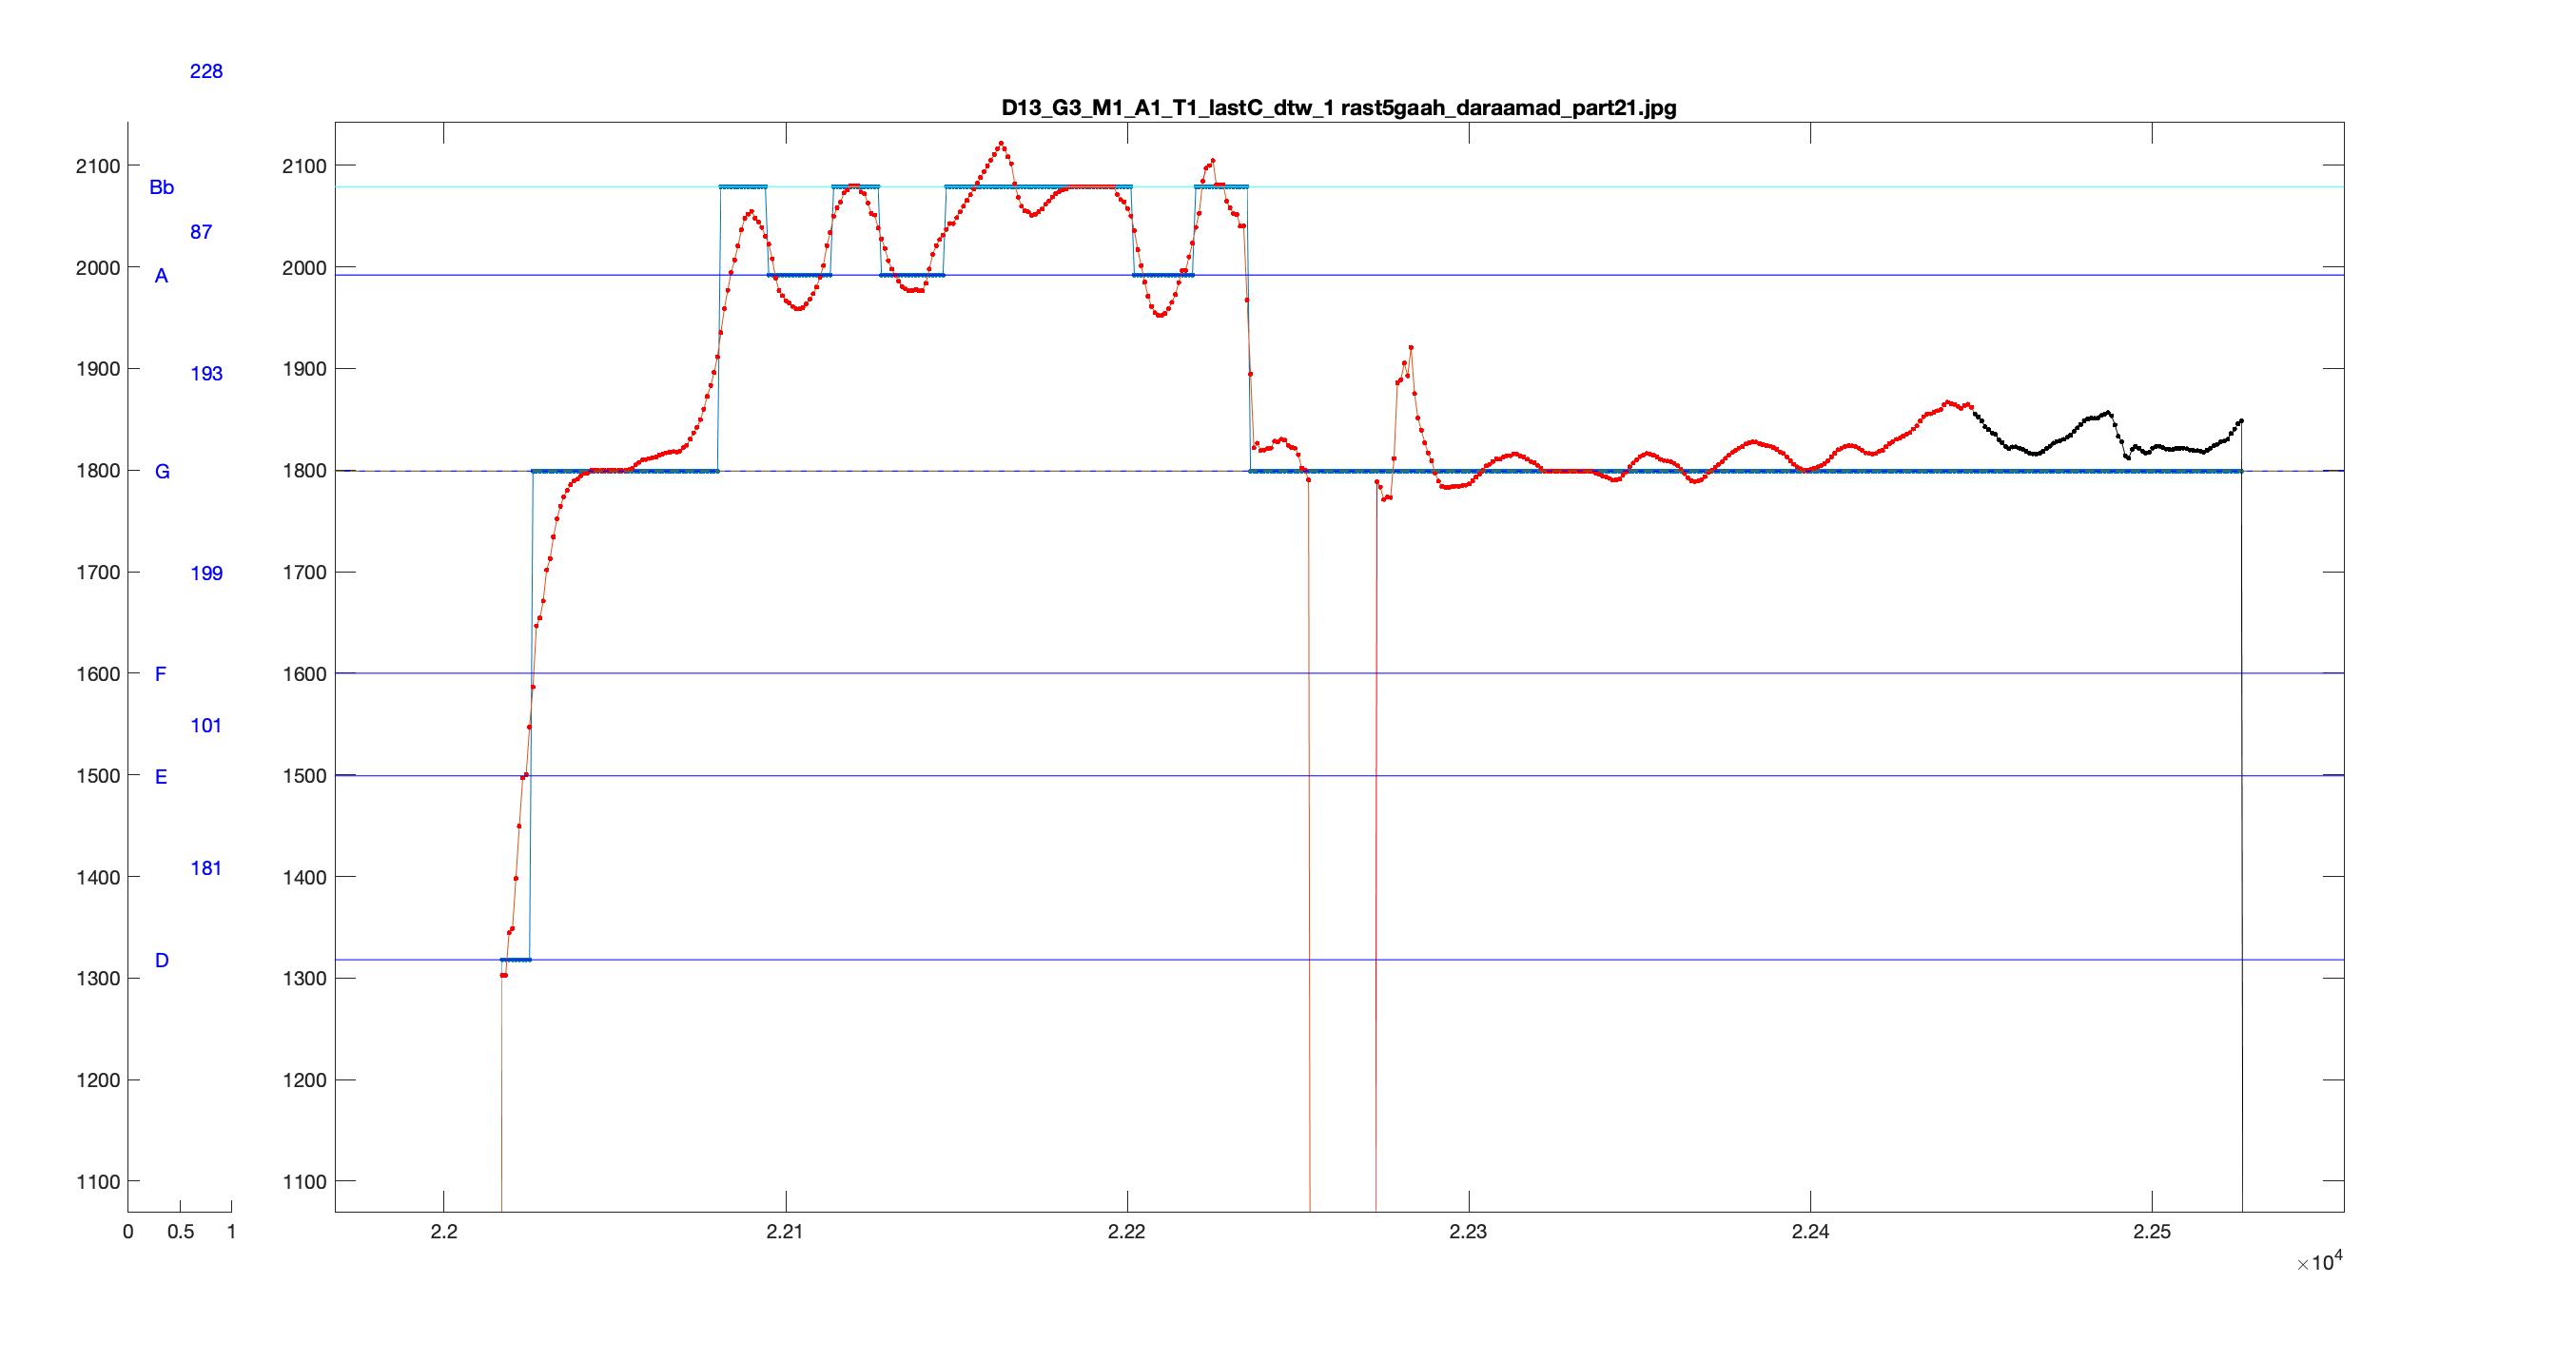 228
D13_G3_M1_A1_T1_lastC_dtw_1 rast5gaah_daraamad_part21.jpg
2100 2100
Bb
87
2000 A 2000
1900 193 1900
1800 G 1800
1700 199 1700
1600 F 1600
101
1500 E 1500
1400 181 1400
D
1300 1300
1200 1200
1100 1100
0 0.5 1 2.2 2.21 2.22 2.23 2.24 2.25
×10^4